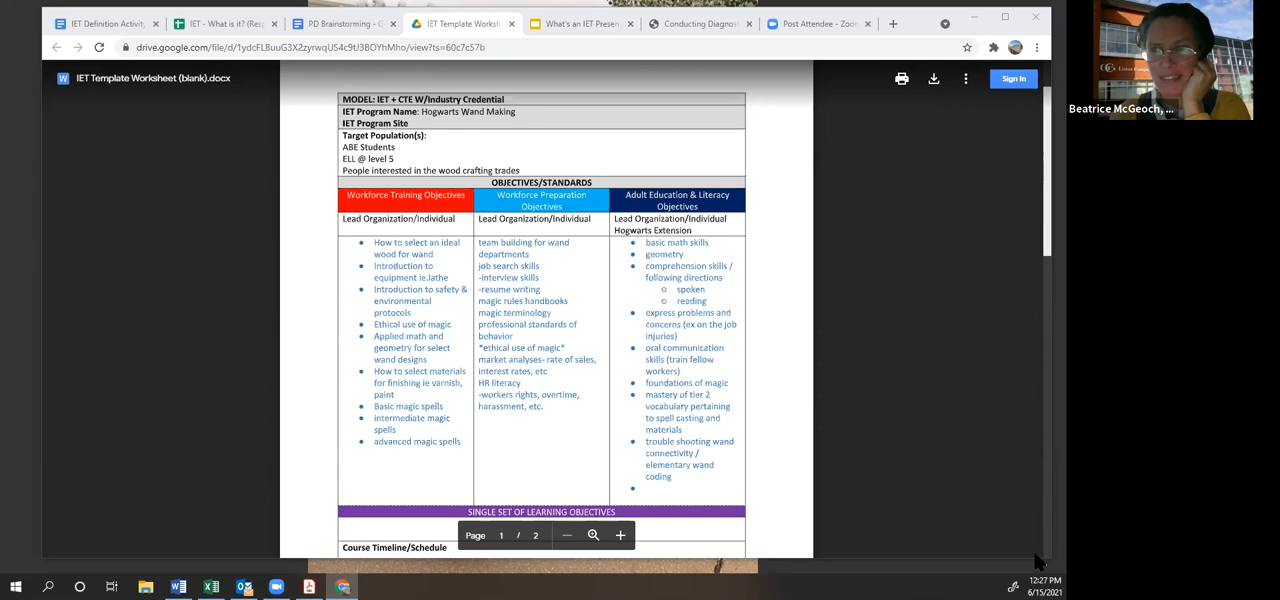 IET Definition Activity
IET - What is it? (Resp
PD Brainstorming - G
IET Template Worksh
What's an IET Present
Conducting Diagnost
Post Attendee - Zoo
drive.google.com/file/d/1ydcFLBuuG3X2zyrwqUS4c9tJ3BOYhMho/view?ts=60c7c57b
IET Template Worksheet (blank).docx
Sign In
Beatrice McGeoch, ...
MODEL: IET + CTE W/Industry Credential
IET Program Name: Hogwarts Wand Making
IET Program Site
Target Population(s):
ABE Students
ELL @ level 5
People interested in the wood crafting trades
OBJECTIVES/STANDARDS
Workforce Training Objectives
Workforce Preparation
Objectives
Adult Education & Literacy
Objectives
Lead Organization/Individual
Lead Organization/Individual
Lead Organization/Individual
Hogwarts Extension
How to select an ideal
wood for wand
Introduction to
equipment ie.lathe
Introduction to safety &
environmental
protocols
Ethical use of magic
Applied math and
geometry for select
wand designs
How to select materials
for finishing ie varnish,
paint
Basic magic spells
intermediate magic
spells
advanced magic spells
team building for wand
departments
job search skills
-interview skills
-resume writing
magic rules handbooks
magic terminology
professional standards of
behavior
*ethical use of magic*
market analyses- rate of sales,
interest rates, etc
HR literacy
-workers rights, overtime,
harassment, etc.
basic math skills
geometry
comprehension skills /
following directions
spoken
reading
express problems and
concerns (ex on the job
injuries)
oral communication
skills (train fellow
workers)
foundations of magic
mastery of tier 2
vocabulary pertaining
to spell casting and
materials
trouble shooting wand
connectivity /
elementary wand
coding
SINGLE SET OF LEARNING OBJECTIVES
Page 1 / 2
Course Timeline/Schedule
12:27 PM
6/15/2021